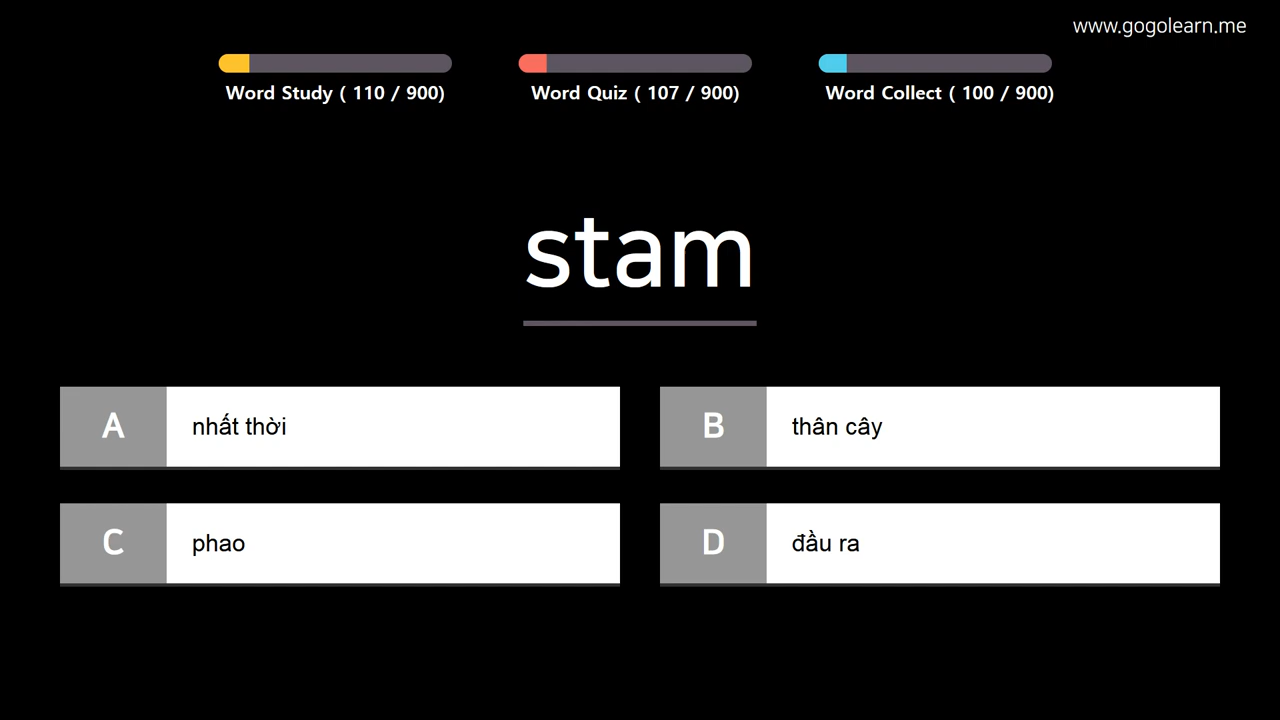 www.gogolearn.me
Word Study ( 110 / 900)
Word Quiz ( 107 / 900)
Word Collect ( 100 / 900)
stam
A nhất thời
B thân cây
C phao
D đầu ra